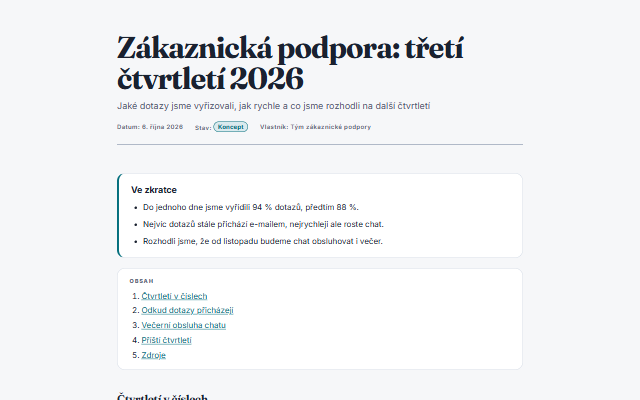 Zákaznická podpora: třetí
čtvrtletí 2026
Jaké dotazy jsme vyřizovali, jak rychle a co jsme rozhodli na další čtvrtletí
Datum: 6. října 2026 Stav: Koncept Vlastník: Tým zákaznické podpory
Ve zkratce
• Do jednoho dne jsme vyřídili 94 % dotazů, předtím 88 %.
• Nejvíc dotazů stále přichází e-mailem, nejrychleji ale roste chat.
• Rozhodli jsme, že od listopadu budeme chat obsluhovat i večer.
OBSAH
1. Čtvrtletí v číslech
2. Odkud dotazy přicházejí
3. Večerní obsluha chatu
4. Příští čtvrtletí
5. Zdroje
Čtvrtletí v číslech